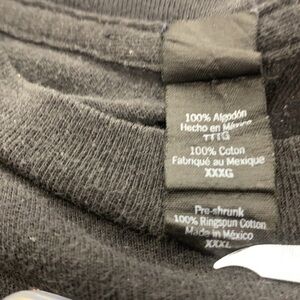 100% Algodón
Hecho en México
TTTG
100% Coton
Fabriqué au Mexique
XXXG
Pre-shrunk
100% Ringspun Cotton
Made in México
XXXL